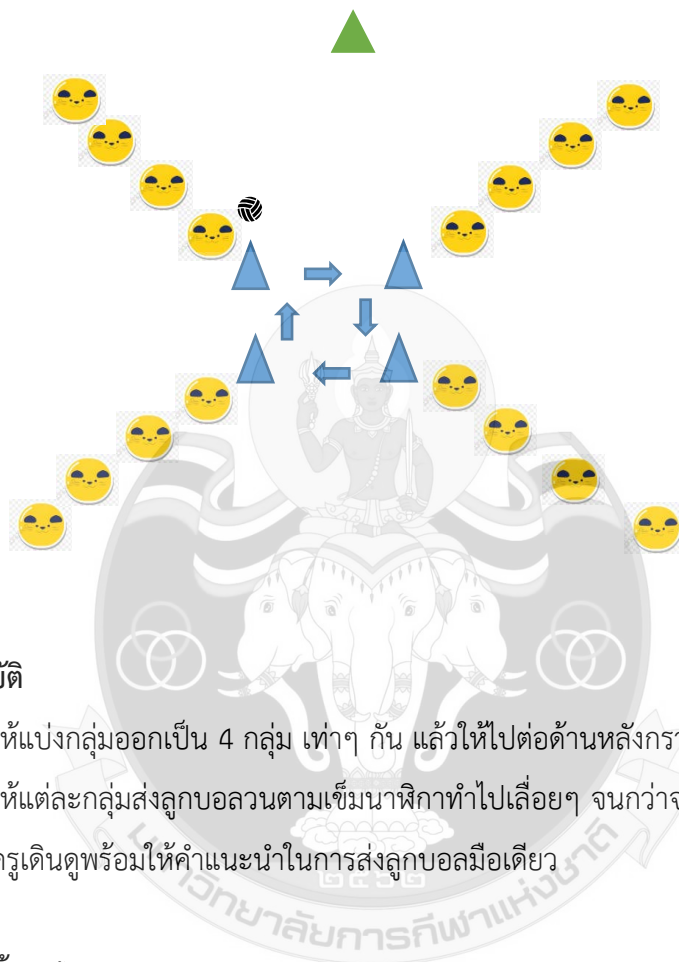 บัติ
ห้แบ่งกลุ่มออกเป็น 4 กลุ่ม เท่าๆ กัน แล้วให้ไปต่อด้านหลังกรว
ห้แต่ละกลุ่มส่งลูกบอลวนตามเข็มนาฬิกาทำไปเลื่อยๆ จนกว่าจ
ครูเดินดูพร้อมให้คำแนะนำในการส่งลูกบอลมือเดียว
๒๕๖๒
มหาวิทยาลัยการกีฬาแห่งชาติ